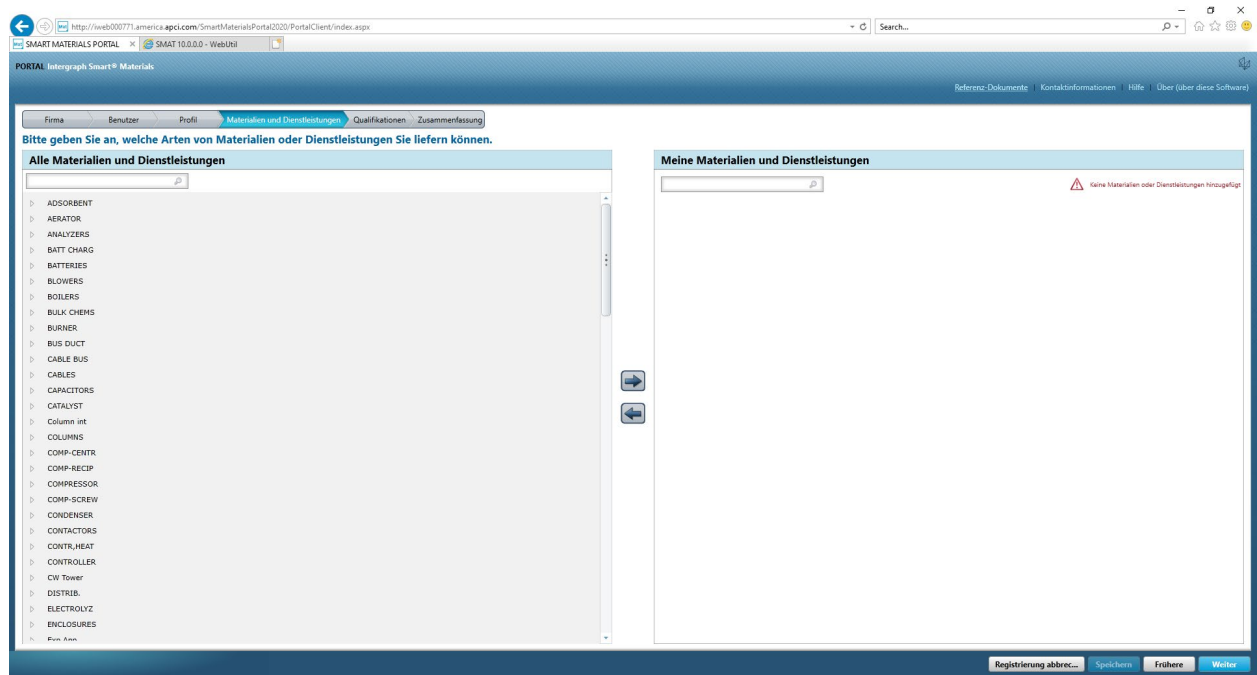 http://iweb000771.america.apci.com/SmartMaterialsPortal2020/PortalClient/index.aspx
Search...
SMART MATERIALS PORTAL
SMAT 10.0.0.0 - WebUtil
PORTAL Intergraph Smart® Materials
Referenz-Dokumente | Kontaktinformationen | Hilfe | Über (über diese Software)
Firma Benutzer Profil Materialien und Dienstleistungen Qualifikationen Zusammenfassung
Bitte geben Sie an, welche Arten von Materialien oder Dienstleistungen Sie liefern können.
Alle Materialien und Dienstleistungen
ADSORBENT
AERATOR
ANALYZERS
BATT CHARG
BATTERIES
BLOWERS
BOILERS
BULK CHEMS
BURNER
BUS DUCT
CABLE BUS
CABLES
CAPACITORS
CATALYST
Column int
COLUMNS
COMP-CENTR
COMP-RECIP
COMPRESSOR
COMP-SCREW
CONDENSER
CONTACTORS
CONTR,HEAT
CONTROLLER
CW Tower
DISTRIB.
ELECTROLYZ
ENCLOSURES
Meine Materialien und Dienstleistungen
Keine Materialien oder Dienstleistungen hinzugefügt
Registrierung abbrec... Speichern Frühere Weiter